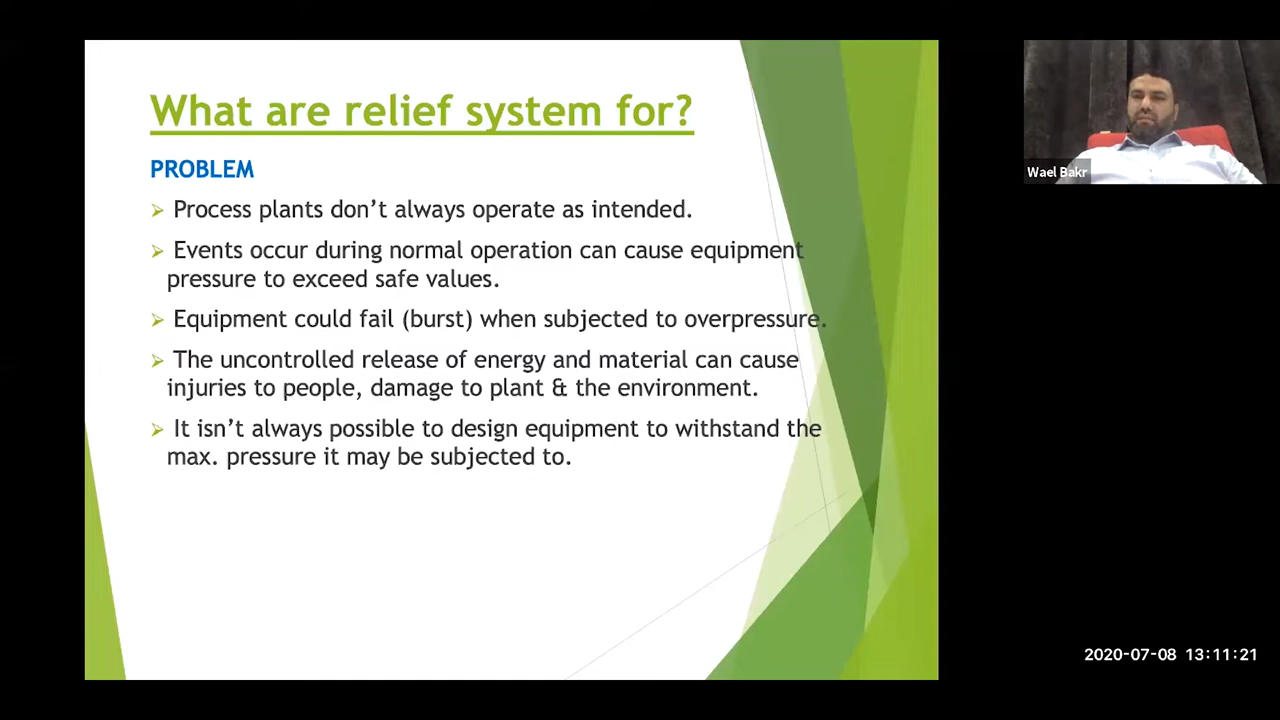 What are relief system for?
PROBLEM
Process plants don't always operate as intended.
Events occur during normal operation can cause equipment
pressure to exceed safe values.
Equipment could fail (burst) when subjected to overpressure.
The uncontrolled release of energy and material can cause
injuries to people, damage to plant & the environment.
It isn't always possible to design equipment to withstand the
max. pressure it may be subjected to.
Wael Bakr
2020-07-08 13:11:21